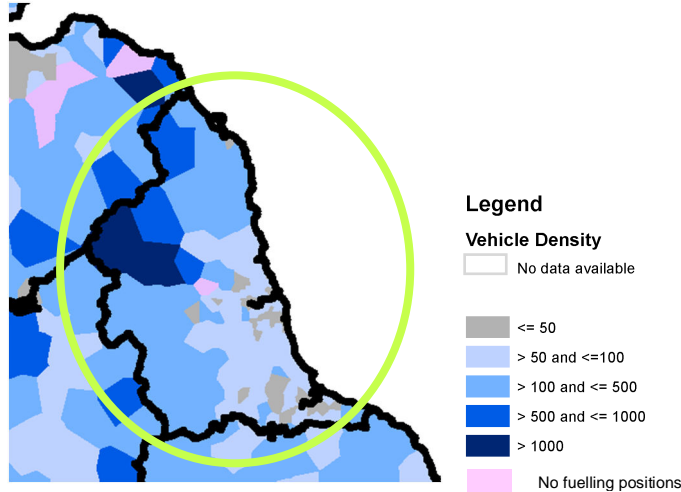 Legend
Vehicle Density
No data available
<= 50
> 50 and <=100
> 100 and <= 500
> 500 and <= 1000
> 1000
No fuelling positions